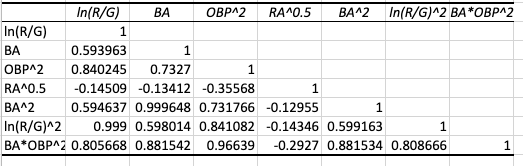 ln(R/G) BA OBP^2 RA^0.5 BA^2 ln(R/G)^2 BA*OBP^2
ln(R/G) 1
BA 0.593963 1
OBP^2 0.840245 0.7327 1
RA^0.5 -0.14509 -0.13412 -0.35568 1
BA^2 0.594637 0.999648 0.731766 -0.12955 1
ln(R/G)^2 0.999 0.598014 0.841082 -0.14346 0.599163 1
BA*OBP^2 0.805668 0.881542 0.96639 -0.2927 0.881534 0.808666 1